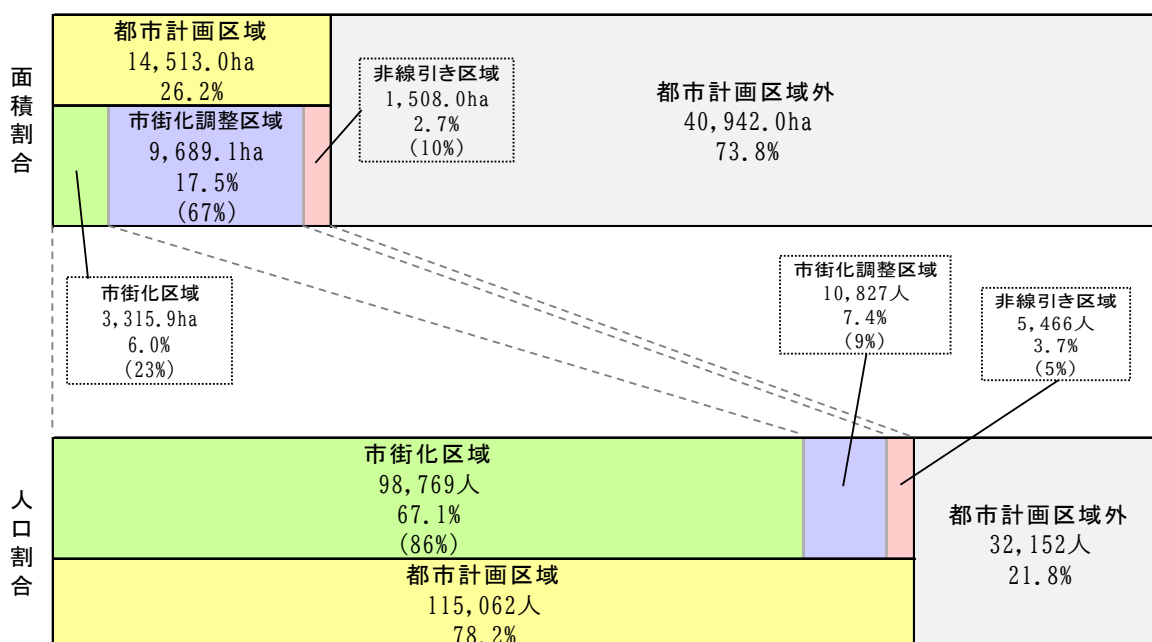 面積割合
都市計画区域
14,513.0ha
26.2%
市街化調整区域
9,689.1ha
17.5%
(67%)
非線引き区域
1,508.0ha
2.7%
(10%)
都市計画区域外
40,942.0ha
73.8%
市街化区域
3,315.9ha
6.0%
(23%)
市街化調整区域
10,827人
7.4%
(9%)
非線引き区域
5,466人
3.7%
(5%)
人口割合
市街化区域
98,769人
67.1%
(86%)
都市計画区域
115,062人
78.2%
都市計画区域外
32,152人
21.8%